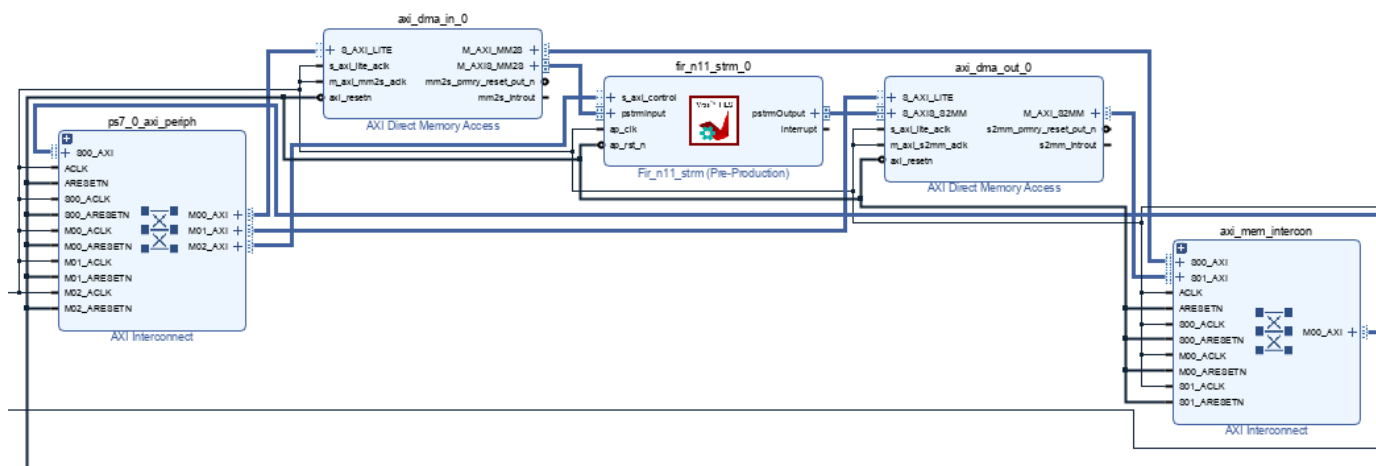 axi_dma_in_0
S_AXI_LITE
s_axi_lite_aclk
m_axi_mm2s_aclk
axi_resetn
M_AXI_MM2S
M_AXIS_MM2S
mm2s_prmry_reset_out_n
mm2s_introut
AXI Direct Memory Access
fir_n11_strm_0
s_axi_control
pstrmInput
ap_clk
ap_rst_n
pstrmOutput
interrupt
Fir_n11_strm (Pre-Production)
axi_dma_out_0
S_AXI_LITE
S_AXIS_S2MM
s_axi_lite_aclk
m_axi_s2mm_aclk
axi_resetn
M_AXI_S2MM
s2mm_prmry_reset_out_n
s2mm_introut
AXI Direct Memory Access
ps7_0_axi_periph
S00_AXI
ACLK
ARESETN
S00_ACLK
S00_ARESETN
M00_ACLK
M00_ARESETN
M01_ACLK
M01_ARESETN
M02_ACLK
M02_ARESETN
M00_AXI
M01_AXI
M02_AXI
AXI Interconnect
axi_mem_intercon
S00_AXI
S01_AXI
ACLK
ARESETN
S00_ACLK
S00_ARESETN
M00_ACLK
M00_ARESETN
S01_ACLK
S01_ARESETN
M00_AXI
AXI Interconnect